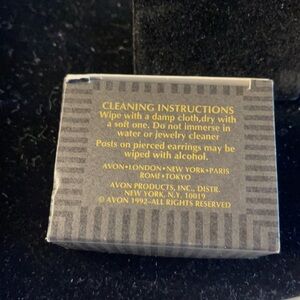 CLEANING INSTRUCTIONS
Wipe with a damp cloth, dry with
a soft one. Do not immerse in
water or jewelry cleaner
Posts on pierced earrings may be
wiped with alcohol.
AVON•LONDON•NEW YORK•PARIS
ROME•TOKYO
AVON PRODUCTS, INC., DISTR.
NEW YORK, N.Y. 10019
© AVON 1992-ALL RIGHTS RESERVED